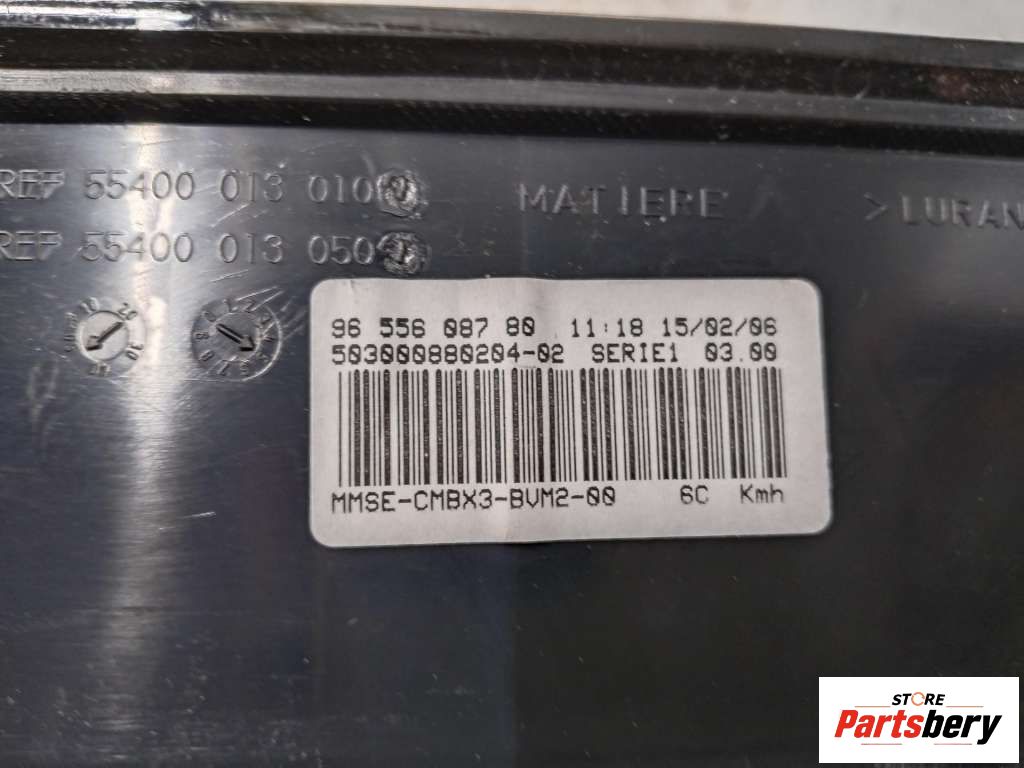 REF 55400 013 010
MATIERE
> LURAN
REF 55400 013 050
96 556 087 80 11:18 15/02/06
503000880204-02 SERIE1 03.00
MMSE-CMBX3-BVM2-00 6C Kmh
STORE
Partsbery